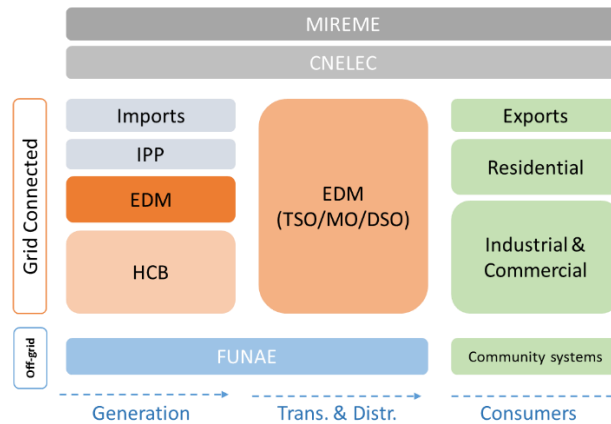 MIREME
CNELEC
Grid Connected
Imports
IPP
EDM
HCB
EDM
(TSO/MO/DSO)
Exports
Residential
Industrial &
Commercial
Off-grid
FUNAE
Community systems
Generation
Trans. & Distr.
Consumers